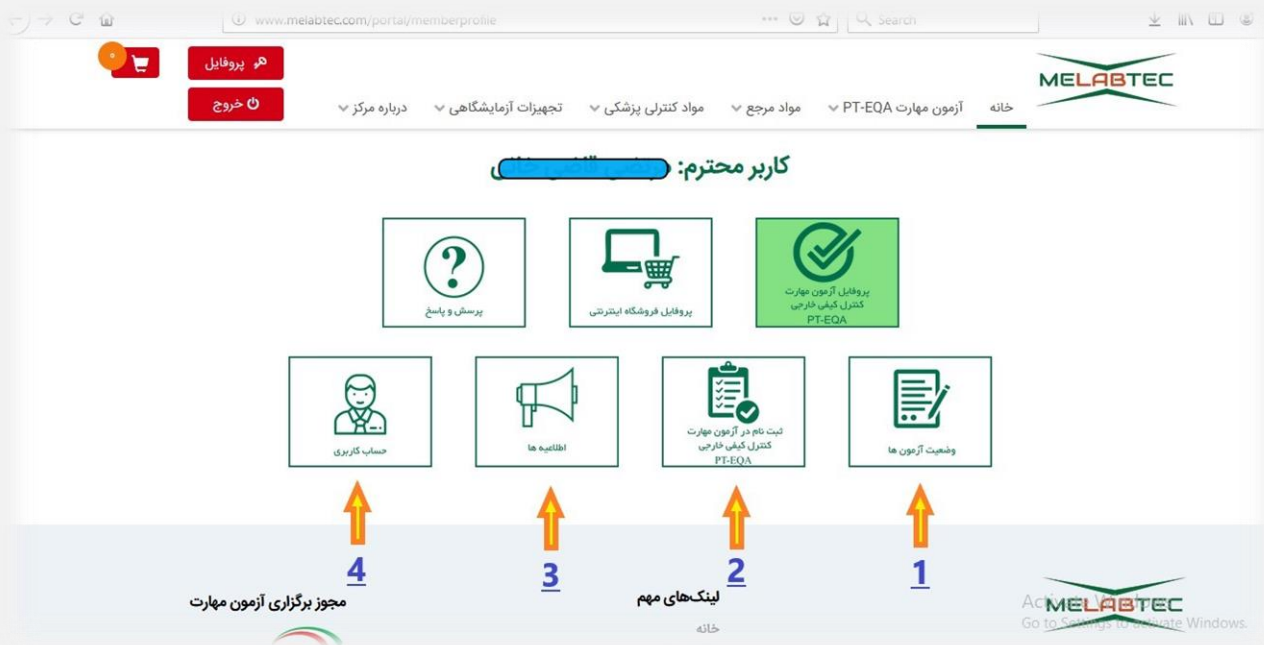 www.melabtec.com/portal/memberprofile
Search
MELABTEC
پروفایل
۰
خروج
خانه
آزمون مهارت PT-EQA
مواد مرجع
مواد کنترلی پزشکی
تجهیزات آزمایشگاهی
درباره مرکز
کاربر محترم:
پروفایل آزمون مهارت
کنترل کیفی خارجی
PT-EQA
پروفایل فروشگاه اینترنتی
پرسش و پاسخ
وضعیت آزمون ها
ثبت نام در آزمون مهارت
کنترل کیفی خارجی
PT-EQA
اطلاعیه ها
حساب کاربری
1
2
3
4
MELABTEC
لینک‌های مهم
خانه
مجوز برگزاری آزمون مهارت
Activate Windows
Go to Settings to activate Windows.